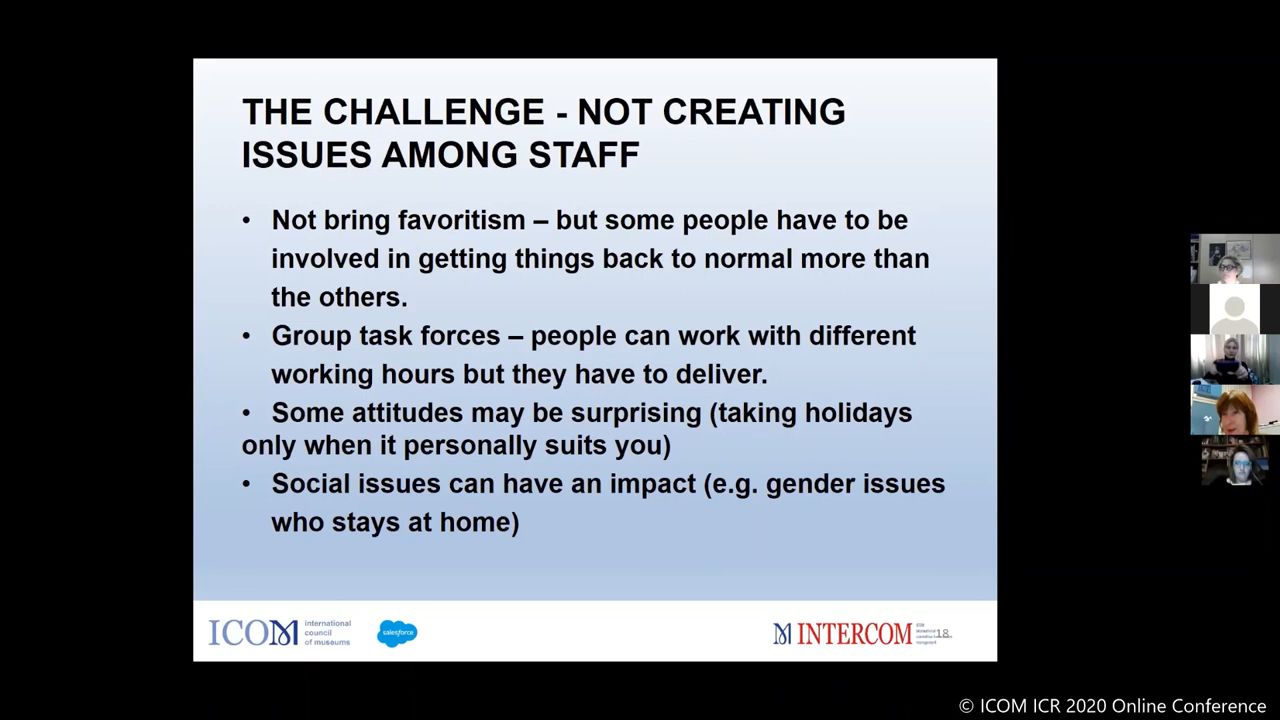 THE CHALLENGE - NOT CREATING
ISSUES AMONG STAFF
• Not bring favoritism – but some people have to be
involved in getting things back to normal more than
the others.
• Group task forces – people can work with different
working hours but they have to deliver.
• Some attitudes may be surprising (taking holidays
only when it personally suits you)
• Social issues can have an impact (e.g. gender issues
who stays at home)
ICOM international
council
of museums
salesforce
INTERCOM
18
© ICOM ICR 2020 Online Conference